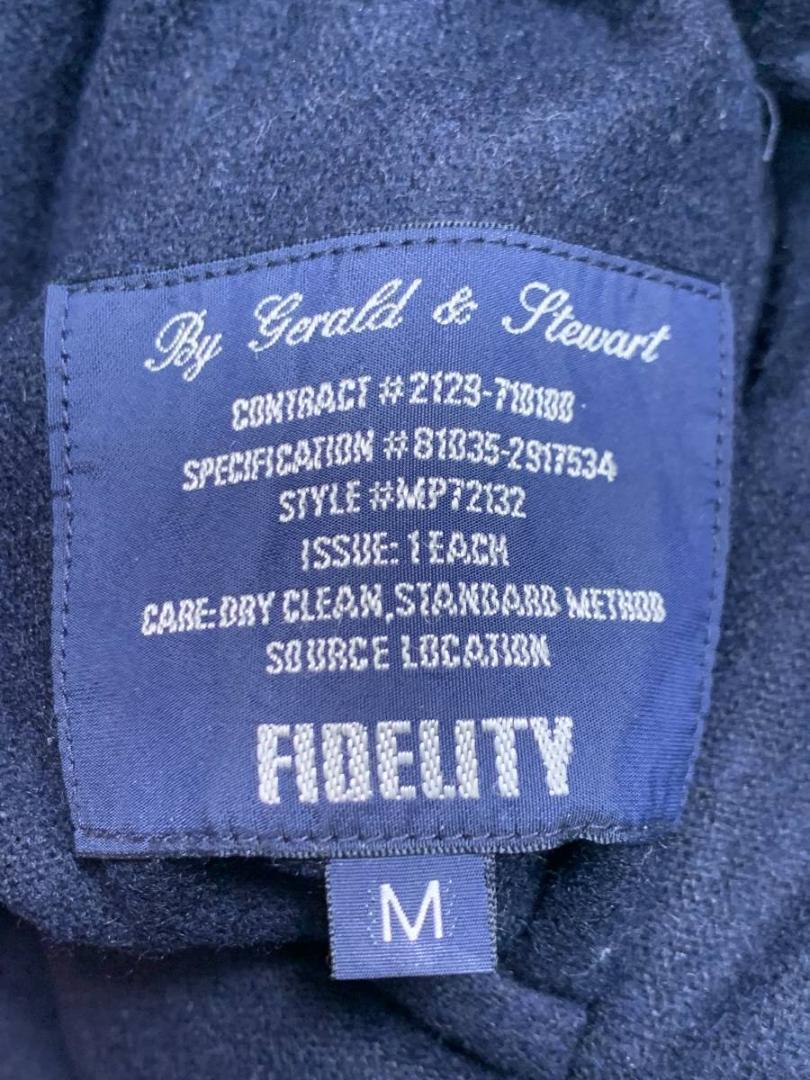 By Gerald & Stewart
CONTRACT #2129-710100
SPECIFICATION #81035-2917534
STYLE #MP72132
ISSUE: 1 EACH
CARE:DRY CLEAN,STANDARD METHOD
SOURCE LOCATION
FIDELITY
M